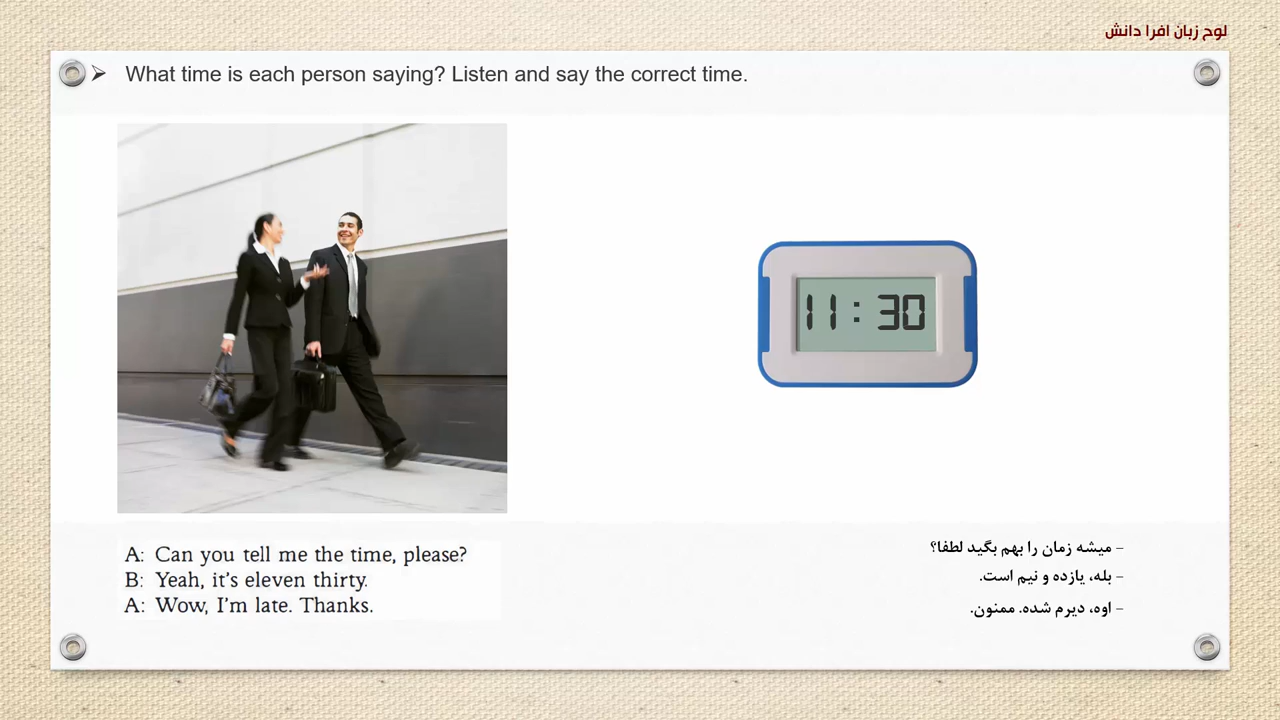 لوح زبان افرا دانش
What time is each person saying? Listen and say the correct time.
11:30
A: Can you tell me the time, please?
B: Yeah, it's eleven thirty.
A: Wow, I'm late. Thanks.
– میشه زمان را بهم بگید لطفا؟
– بله، یازده و نیم است.
– اوه، دیرم شده. ممنون.